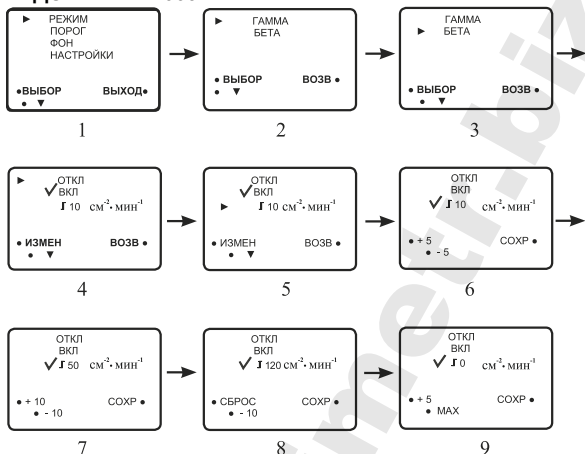 РЕЖИМ
ПОРОГ
ФОН
НАСТРОЙКИ
ВЫБОР ВЫХОД
1
ГАММА
БЕТА
ВЫБОР ВОЗВ
2
ГАММА
БЕТА
ВЫБОР ВОЗВ
3
ОТКЛ
ВКЛ
10 см⁻²· мин⁻¹
ИЗМЕН ВОЗВ
4
ОТКЛ
ВКЛ
10 см⁻²· мин⁻¹
ИЗМЕН ВОЗВ
5
ОТКЛ
ВКЛ
10 см⁻²· мин⁻¹
+ 5 СОХР
- 5
6
ОТКЛ
ВКЛ
50 см⁻²· мин⁻¹
+ 10 СОХР
- 10
7
ОТКЛ
ВКЛ
120 см⁻²· мин⁻¹
СБРОС СОХР
- 10
8
ОТКЛ
ВКЛ
0 см⁻²· мин⁻¹
+ 5 СОХР
MAX
9